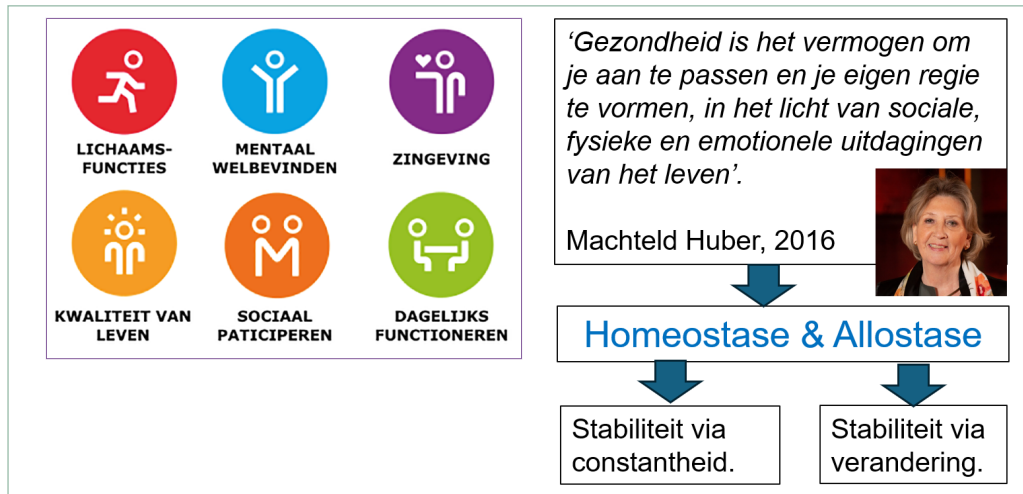 LICHAAMS-
FUNCTIES
MENTAAL
WELBEVINDEN
ZINGEVING
KWALITEIT VAN
LEVEN
SOCIAAL
PATICIPEREN
DAGELIJKS
FUNCTIONEREN
‘Gezondheid is het vermogen om
je aan te passen en je eigen regie
te vormen, in het licht van sociale,
fysieke en emotionele uitdagingen
van het leven’.
Machteld Huber, 2016
Homeostase & Allostase
Stabiliteit via
constantheid.
Stabiliteit via
verandering.